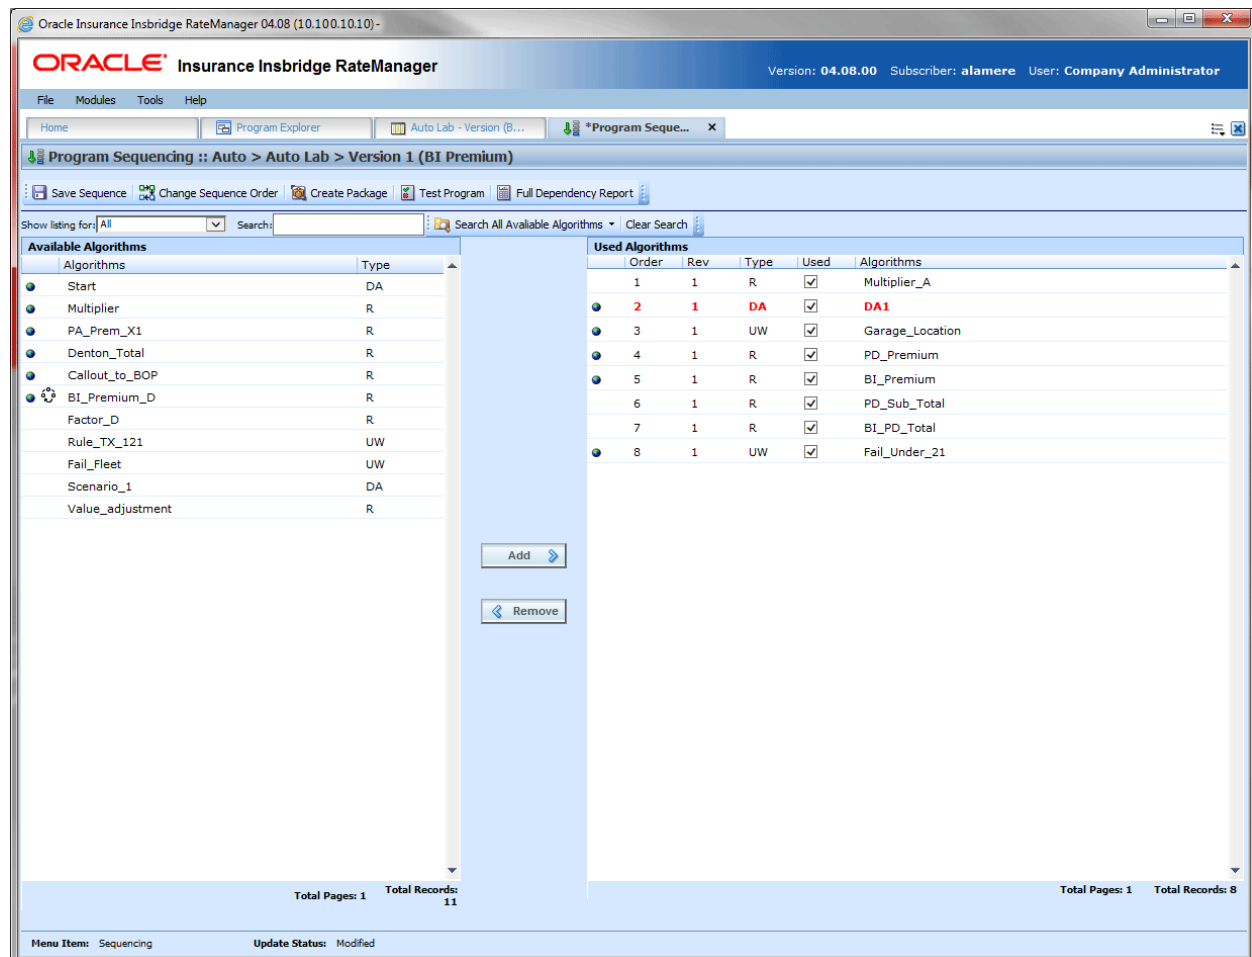 Oracle Insurance Insbridge RateManager 04.08 (10.100.10.10) -
ORACLE Insurance Insbridge RateManager
Version: 04.08.00 Subscriber: alamere User: Company Administrator
File Modules Tools Help
Home Program Explorer Auto Lab - Version (B... *Program Seque... x
Program Sequencing :: Auto > Auto Lab > Version 1 (BI Premium)
Save Sequence Change Sequence Order Create Package Test Program Full Dependency Report
Show listing for: All Search: Search All Avaliable Algorithms Clear Search
Available Algorithms
Algorithms Type
Start DA
Multiplier R
PA_Prem_X1 R
Denton_Total R
Callout_to_BOP R
BI_Premium_D R
Factor_D R
Rule_TX_121 UW
Fail_Fleet UW
Scenario_1 DA
Value_adjustment R
Total Pages: 1 Total Records: 11
Add
Remove
Used Algorithms
Order Rev Type Used Algorithms
1 1 R Multiplier_A
2 1 DA DA1
3 1 UW Garage_Location
4 1 R PD_Premium
5 1 R BI_Premium
6 1 R PD_Sub_Total
7 1 R BI_PD_Total
8 1 UW Fail_Under_21
Total Pages: 1 Total Records: 8
Menu Item: Sequencing Update Status: Modified